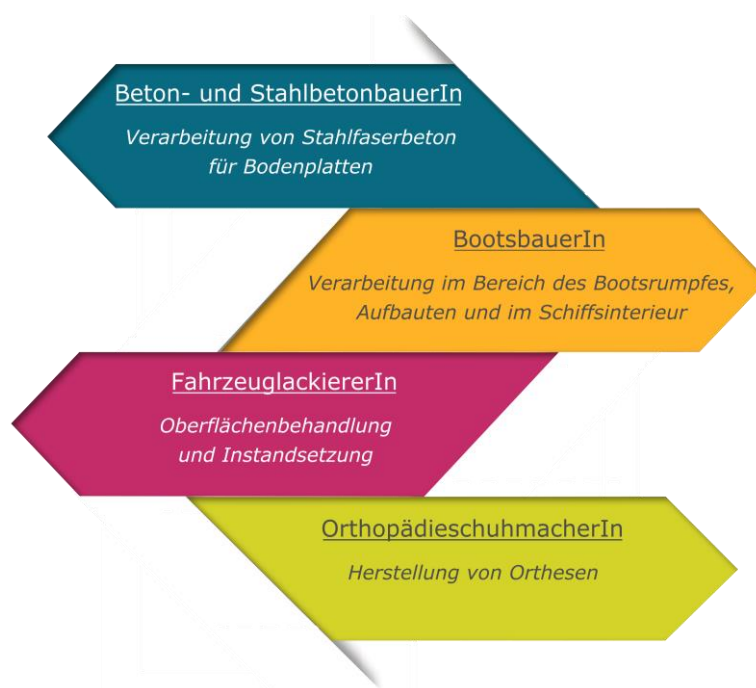 Beton- und StahlbetonbauerIn
Verarbeitung von Stahlfaserbeton
für Bodenplatten
BootsbauerIn
Verarbeitung im Bereich des Bootsrumpfes,
Aufbauten und im Schiffsinterieur
FahrzeuglackiererIn
Oberflächenbehandlung
und Instandsetzung
OrthopädieschuhmacherIn
Herstellung von Orthesen